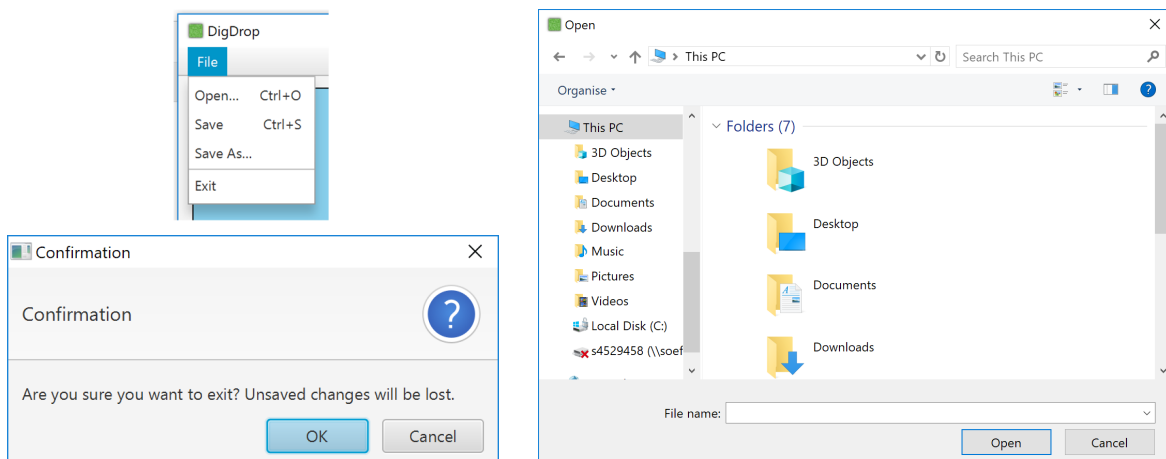 DigDrop
File
Open... Ctrl+O
Save Ctrl+S
Save As...
Exit
Confirmation
Confirmation
?
Are you sure you want to exit? Unsaved changes will be lost.
OK Cancel
Open
This PC
Search This PC
Organise
?
This PC
3D Objects
Desktop
Documents
Downloads
Music
Pictures
Videos
Local Disk (C:)
s4529458 (\\soef
Folders (7)
3D Objects
Desktop
Documents
Downloads
File name:
Open Cancel